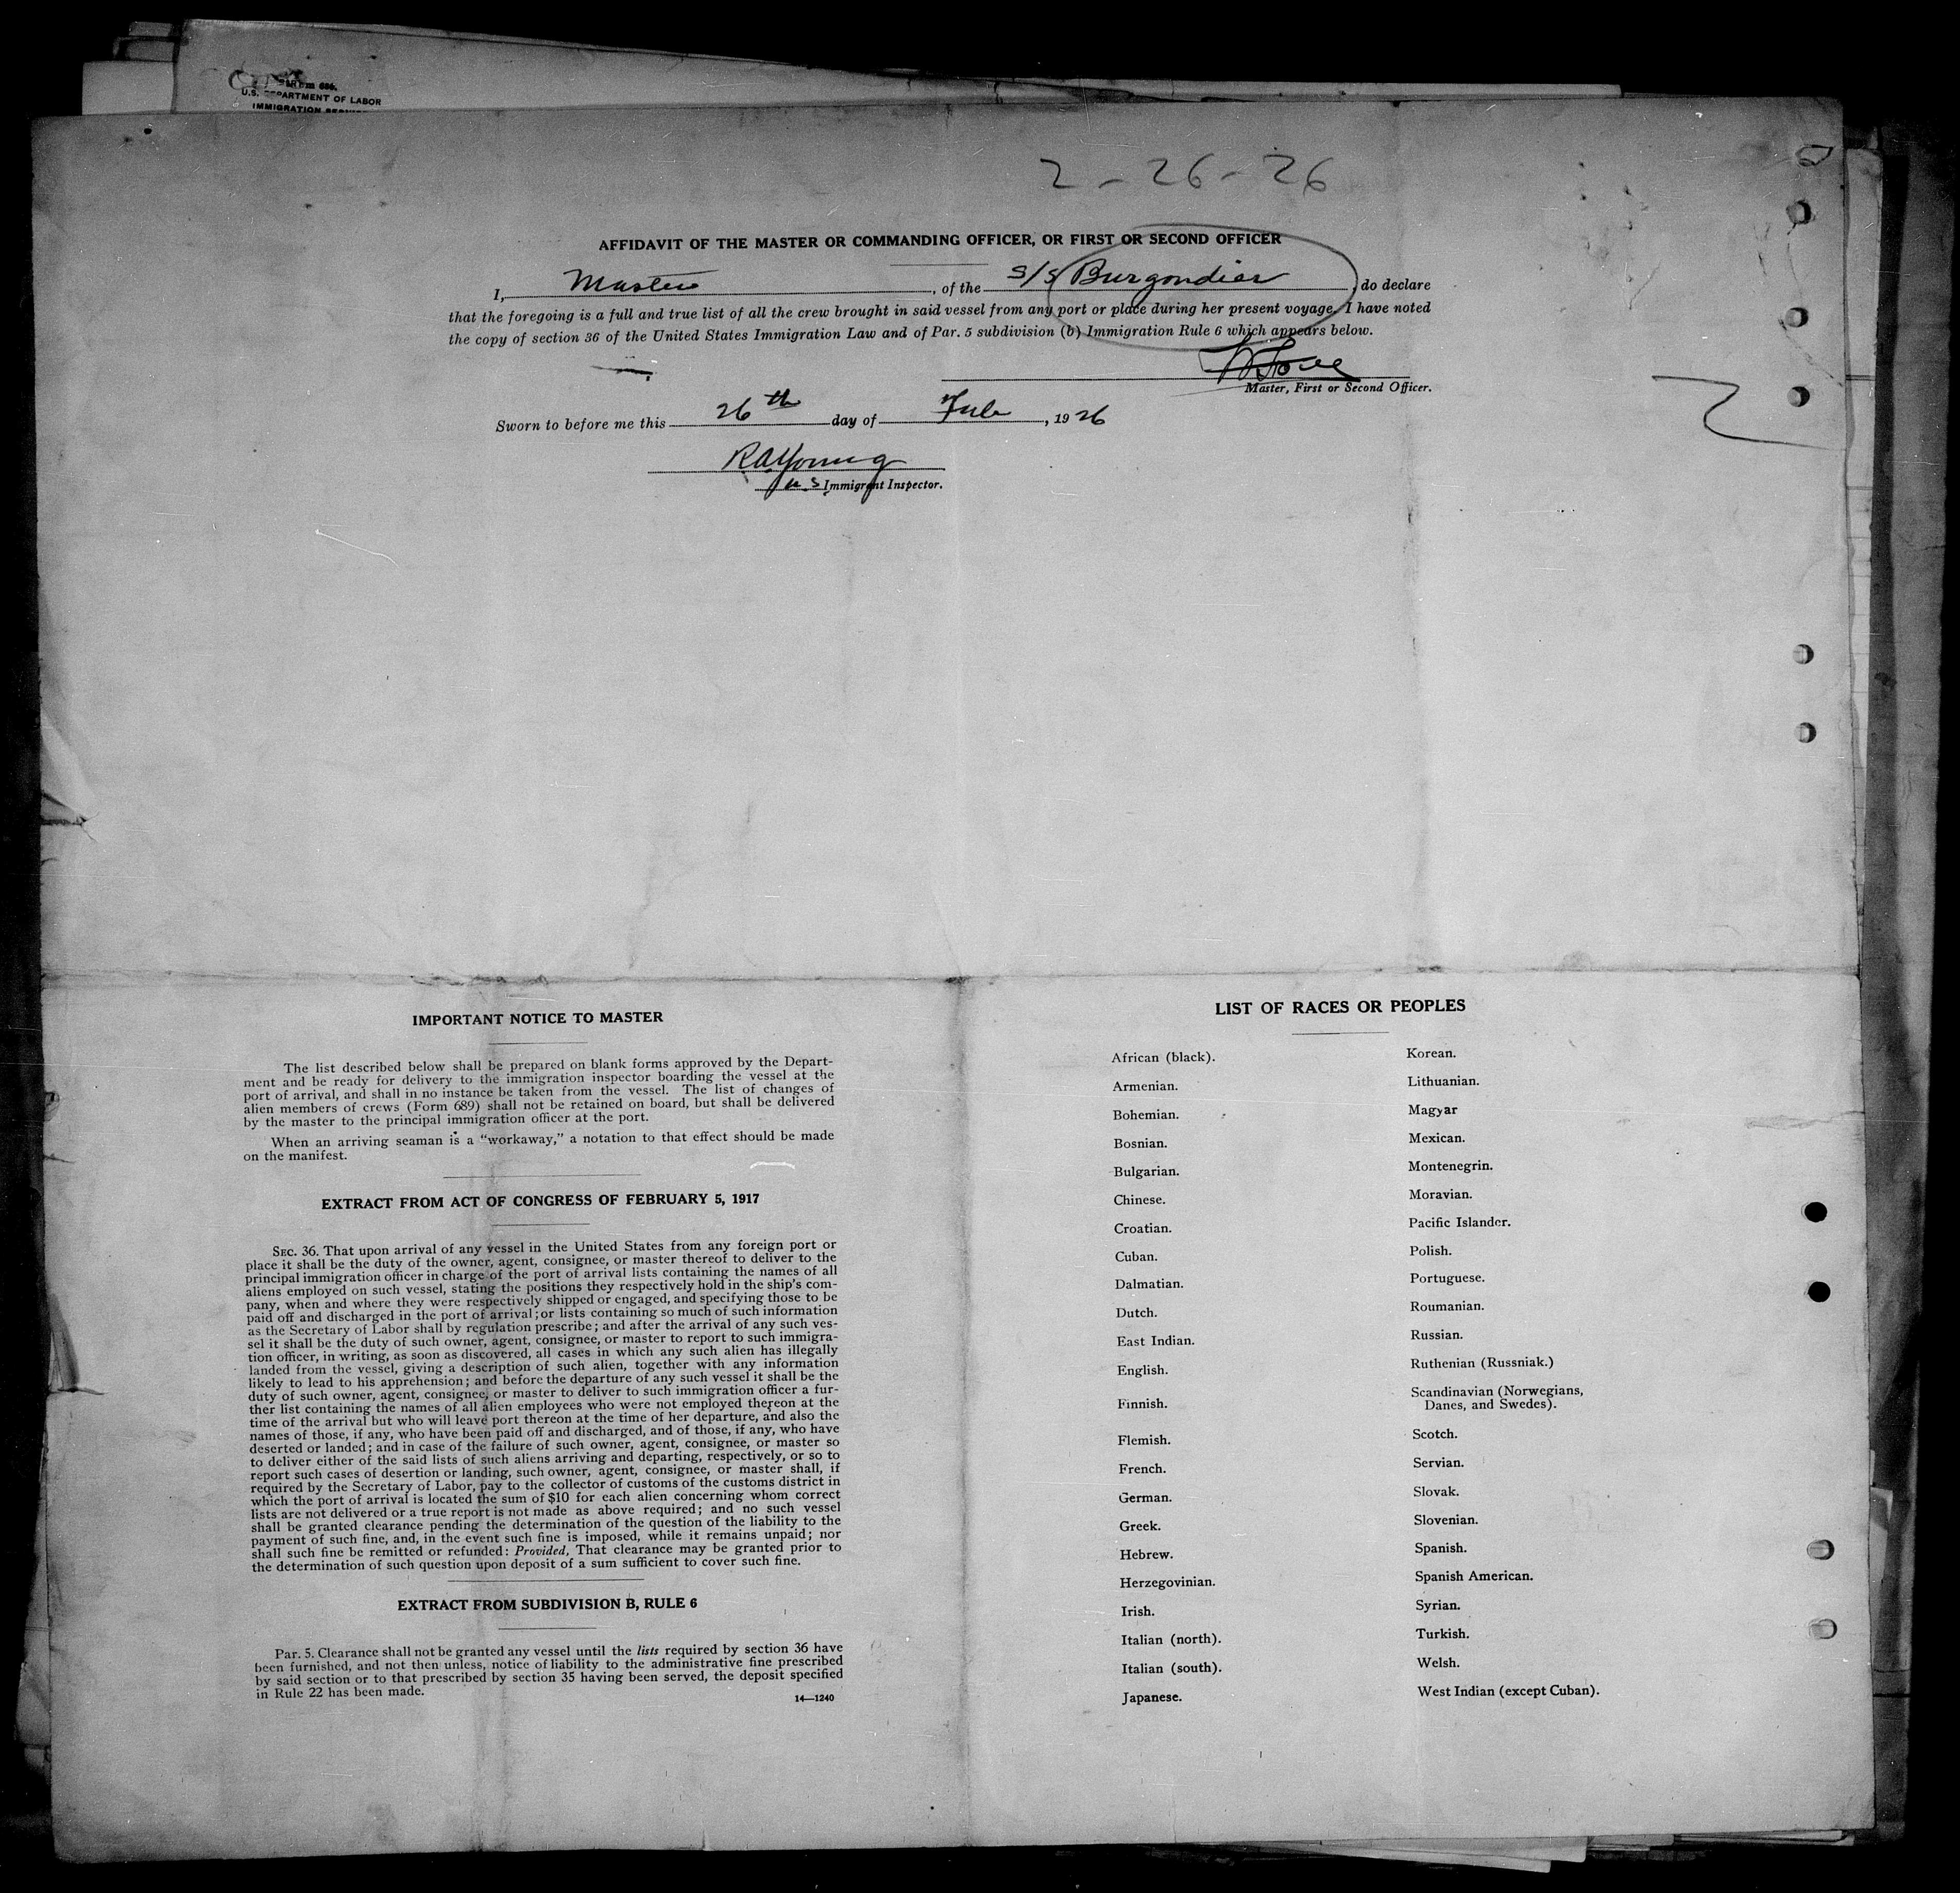 U.S. DEPARTMENT OF LABOR
IMMIGRATION SERVICE
2-26-26
AFFIDAVIT OF THE MASTER OR COMMANDING OFFICER, OR FIRST OR SECOND OFFICER
I, Master, of the S/S Burgondier, do declare
that the foregoing is a full and true list of all the crew brought in said vessel from any port or place during her present voyage. I have noted
the copy of section 36 of the United States Immigration Law and of Par. 5 subdivision (b) Immigration Rule 6 which appears below.
Master, First or Second Officer.
Sworn to before me this 26th day of Feb, 1926
R.A. Young
U.S Immigrant Inspector.
IMPORTANT NOTICE TO MASTER
The list described below shall be prepared on blank forms approved by the Depart-
ment and be ready for delivery to the immigration inspector boarding the vessel at the
port of arrival, and shall in no instance be taken from the vessel. The list of changes of
alien members of crews (Form 689) shall not be retained on board, but shall be delivered
by the master to the principal immigration officer at the port.
When an arriving seaman is a “workaway,” a notation to that effect should be made
on the manifest.
EXTRACT FROM ACT OF CONGRESS OF FEBRUARY 5, 1917
SEC. 36. That upon arrival of any vessel in the United States from any foreign port or
place it shall be the duty of the owner, agent, consignee, or master thereof to deliver to the
principal immigration officer in charge of the port of arrival lists containing the names of all
aliens employed on such vessel, stating the positions they respectively hold in the ship's com-
pany, when and where they were respectively shipped or engaged, and specifying those to be
paid off and discharged in the port of arrival; or lists containing so much of such information
as the Secretary of Labor shall by regulation prescribe; and after the arrival of any such ves-
sel it shall be the duty of such owner, agent, consignee, or master to report to such immigra-
tion officer, in writing, as soon as discovered, all cases in which any such alien has illegally
landed from the vessel, giving a description of such alien, together with any information
likely to lead to his apprehension; and before the departure of any such vessel it shall be the
duty of such owner, agent, consignee, or master to deliver to such immigration officer a fur-
ther list containing the names of all alien employees who were not employed thereon at the
time of the arrival but who will leave port thereon at the time of her departure, and also the
names of those, if any, who have been paid off and discharged, and of those, if any, who have
deserted or landed; and in case of the failure of such owner, agent, consignee, or master so
to deliver either of the said lists of such aliens arriving and departing, respectively, or so to
report such cases of desertion or landing, such owner, agent, consignee, or master shall, if
required by the Secretary of Labor, pay to the collector of customs of the customs district in
which the port of arrival is located the sum of $10 for each alien concerning whom correct
lists are not delivered or a true report is not made as above required; and no such vessel
shall be granted clearance pending the determination of the question of the liability to the
payment of such fine, and, in the event such fine is imposed, while it remains unpaid; nor
shall such fine be remitted or refunded: Provided, That clearance may be granted prior to
the determination of such question upon deposit of a sum sufficient to cover such fine.
EXTRACT FROM SUBDIVISION B, RULE 6
Par. 5. Clearance shall not be granted any vessel until the lists required by section 36 have
been furnished, and not then unless, notice of liability to the administrative fine prescribed
by said section or to that prescribed by section 35 having been served, the deposit specified
in Rule 22 has been made.
14—1240
LIST OF RACES OR PEOPLES
African (black).
Armenian.
Bohemian.
Bosnian.
Bulgarian.
Chinese.
Croatian.
Cuban.
Dalmatian.
Dutch.
East Indian.
English.
Finnish.
Flemish.
French.
German.
Greek.
Hebrew.
Herzegovinian.
Irish.
Italian (north).
Italian (south).
Japanese.
Korean.
Lithuanian.
Magyar
Mexican.
Montenegrin.
Moravian.
Pacific Islander.
Polish.
Portuguese.
Roumanian.
Russian.
Ruthenian (Russniak.)
Scandinavian (Norwegians,
Danes, and Swedes).
Scotch.
Servian.
Slovak.
Slovenian.
Spanish.
Spanish American.
Syrian.
Turkish.
Welsh.
West Indian (except Cuban).